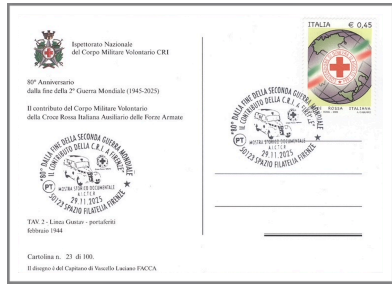 Ispettorato Nazionale
del Corpo Militare Volontario CRI
80° Anniversario
dalla fine della 2° Guerra Mondiale (1945-2025)
Il contributo del Corpo Militare Volontario
della Croce Rossa Italiana Ausiliario delle Forze Armate
"80° DALLA FINE DELLA SECONDA GUERRA MONDIALE
IL CONTRIBUTO DELLA C.R.I. A FIRENZE"
PT
MOSTRA STORICO DOCUMENTALE
29.11.2025
50123 SPAZIO FILATELIA FIRENZE
TAV. 2 - Linea Gustav - portaferiti
febbraio 1944
Cartolina n. 23 di 100.
Il disegno è del Capitano di Vascello Luciano FACCA
ITALIA € 0,45
CROCE ROSSA ITALIANA
"80° DALLA FINE DELLA SECONDA GUERRA MONDIALE
IL CONTRIBUTO DELLA C.R.I. A FIRENZE"
PT
MOSTRA STORICO DOCUMENTALE
29.11.2025
50123 SPAZIO FILATELIA FIRENZE